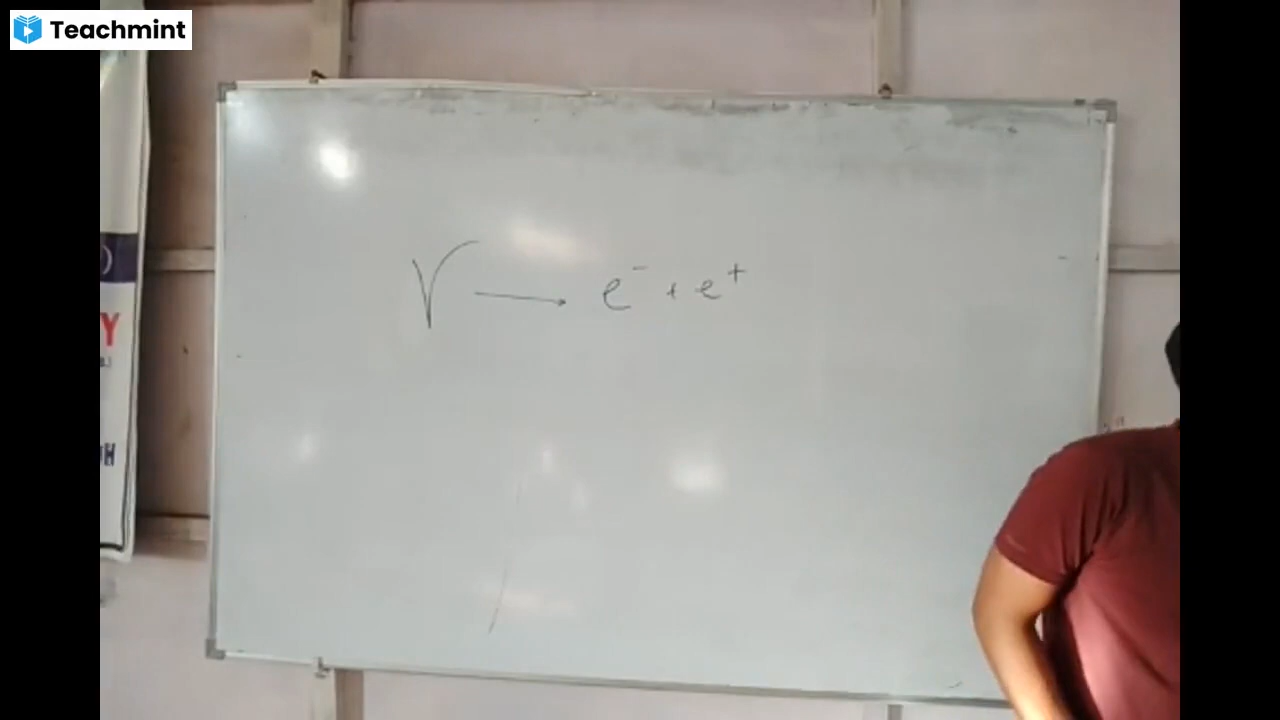 Teachmint
γ → e⁻ + e⁺
)
Y
H